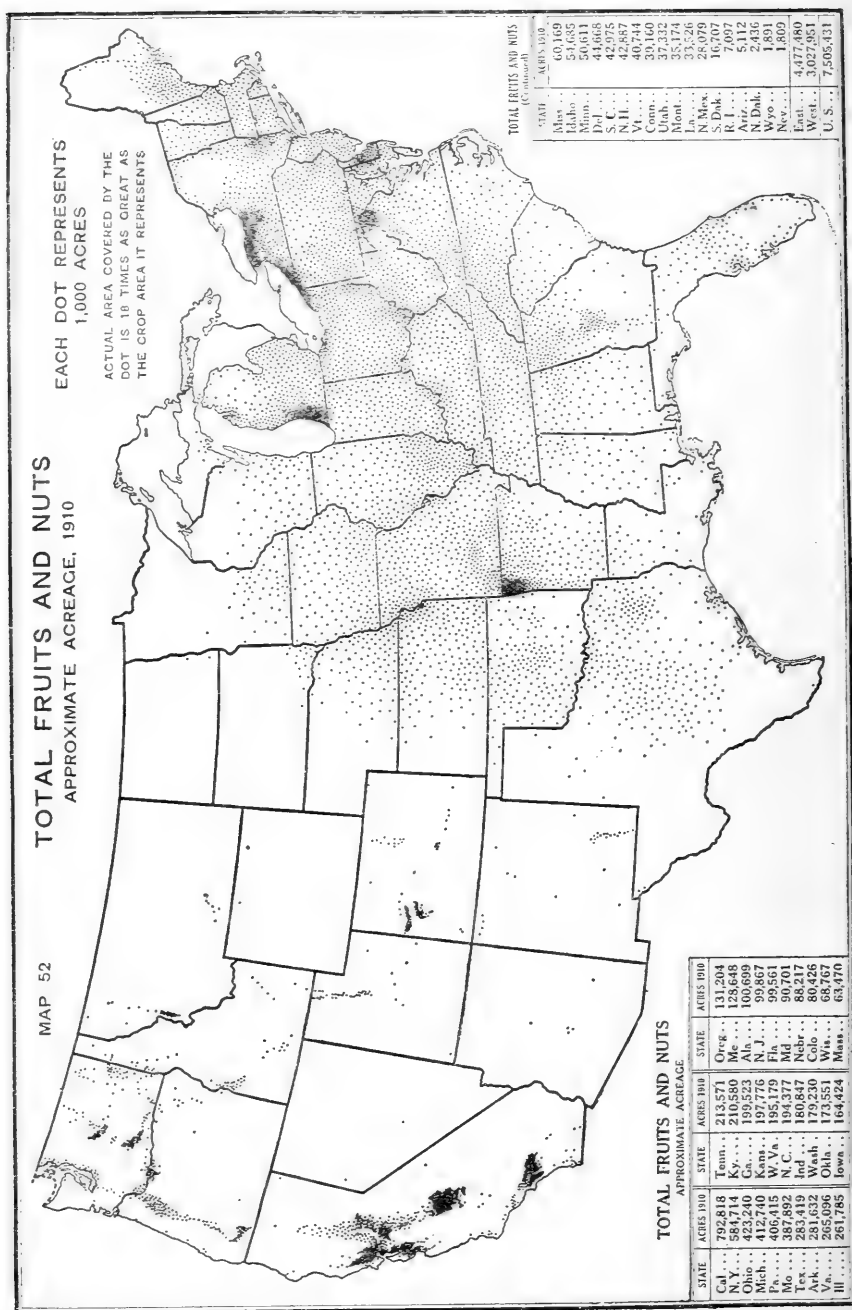 MAP 52
TOTAL FRUITS AND NUTS
APPROXIMATE ACREAGE, 1910
EACH DOT REPRESENTS
1,000 ACRES
ACTUAL AREA COVERED BY THE
DOT IS 18 TIMES AS GREAT AS
THE CROP AREA IT REPRESENTS
TOTAL FRUITS AND NUTS
APPROXIMATE ACREAGE
STATE ACRES 1910 STATE ACRES 1910 STATE ACRES 1910
Cal... 792,818 Tenn... 213,571 Oreg... 131,204
N.Y... 584,714 Ky... 210,580 Me... 128,648
Ohio... 423,240 Ga... 199,523 Ala... 100,699
Mich... 412,740 Kans... 197,776 N.J... 99,867
Pa... 406,415 W.Va 195,179 Fla... 99,561
Mo... 387,892 N.C... 194,377 Md... 90,701
Tex... 283,419 Ind... 180,847 Nebr... 88,217
Ark... 281,632 Wash... 179,230 Colo... 80,426
Va... 265,096 Okla... 173,551 Wis... 68,767
Ill... 261,785 Iowa... 164,424 Mass... 63,470
TOTAL FRUITS AND NUTS
(Continued)
STATE ACRES 1910
Miss... 60,169
Idaho... 54,685
Minn... 50,611
Del... 44,668
S.C... 42,975
N.H... 42,887
Vt... 40,744
Conn... 39,160
Utah... 37,332
Mont... 35,174
La... 33,526
N.Mex. 28,079
S.Dak. 16,707
R.I... 7,097
Ariz... 5,112
N.Dak. 2,436
Wyo... 1,891
Nev... 1,809
East... 4,477,480
West... 3,027,951
U.S... 7,505,431